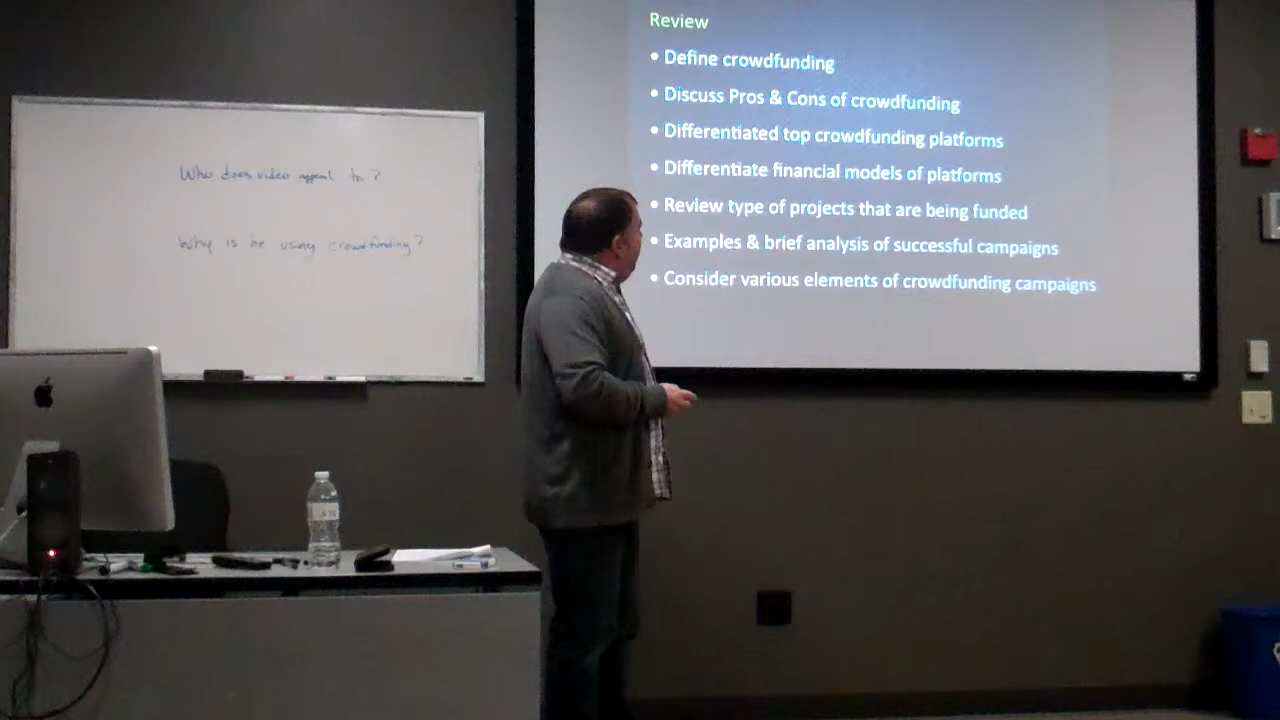 Who does video appeal to?
Why is he using crowdfunding?
Review
• Define crowdfunding
• Discuss Pros & Cons of crowdfunding
• Differentiated top crowdfunding platforms
• Differentiate financial models of platforms
• Review type of projects that are being funded
• Examples & brief analysis of successful campaigns
• Consider various elements of crowdfunding campaigns